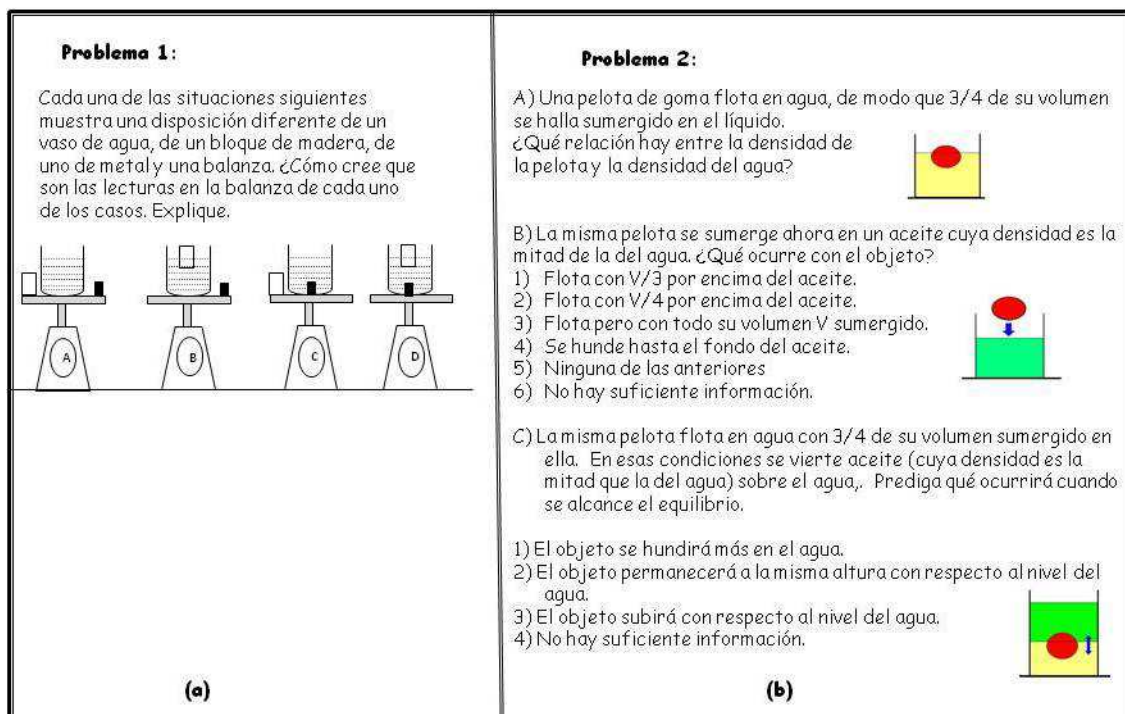 Problema 1:
Cada una de las situaciones siguientes
muestra una disposición diferente de un
vaso de agua, de un bloque de madera, de
uno de metal y una balanza. ¿Cómo cree que
son las lecturas en la balanza de cada uno
de los casos. Explique.
A
B
C
D
(a)
Problema 2:
A) Una pelota de goma flota en agua, de modo que 3/4 de su volumen
se halla sumergido en el líquido.
¿Qué relación hay entre la densidad de
la pelota y la densidad del agua?
B) La misma pelota se sumerge ahora en un aceite cuya densidad es la
mitad de la del agua. ¿Qué ocurre con el objeto?
1) Flota con V/3 por encima del aceite.
2) Flota con V/4 por encima del aceite.
3) Flota pero con todo su volumen V sumergido.
4) Se hunde hasta el fondo del aceite.
5) Ninguna de las anteriores
6) No hay suficiente información.
C) La misma pelota flota en agua con 3/4 de su volumen sumergido en
ella. En esas condiciones se vierte aceite (cuya densidad es la
mitad que la del agua) sobre el agua,. Prediga qué ocurrirá cuando
se alcance el equilibrio.
1) El objeto se hundirá más en el agua.
2) El objeto permanecerá a la misma altura con respecto al nivel del
agua.
3) El objeto subirá con respecto al nivel del agua.
4) No hay suficiente información.
(b)